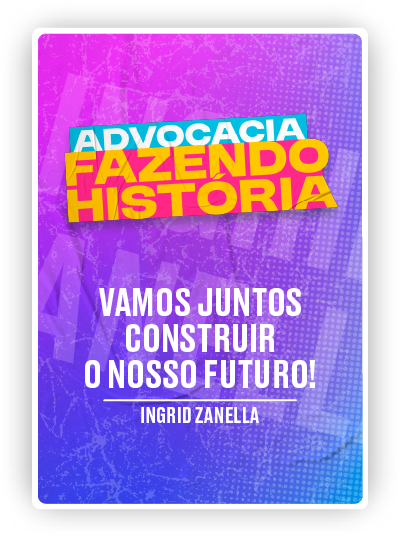 ADVOCACIA
FAZENDO
HISTÓRIA
VAMOS JUNTOS
CONSTRUIR
O NOSSO FUTURO!
INGRID ZANELLA